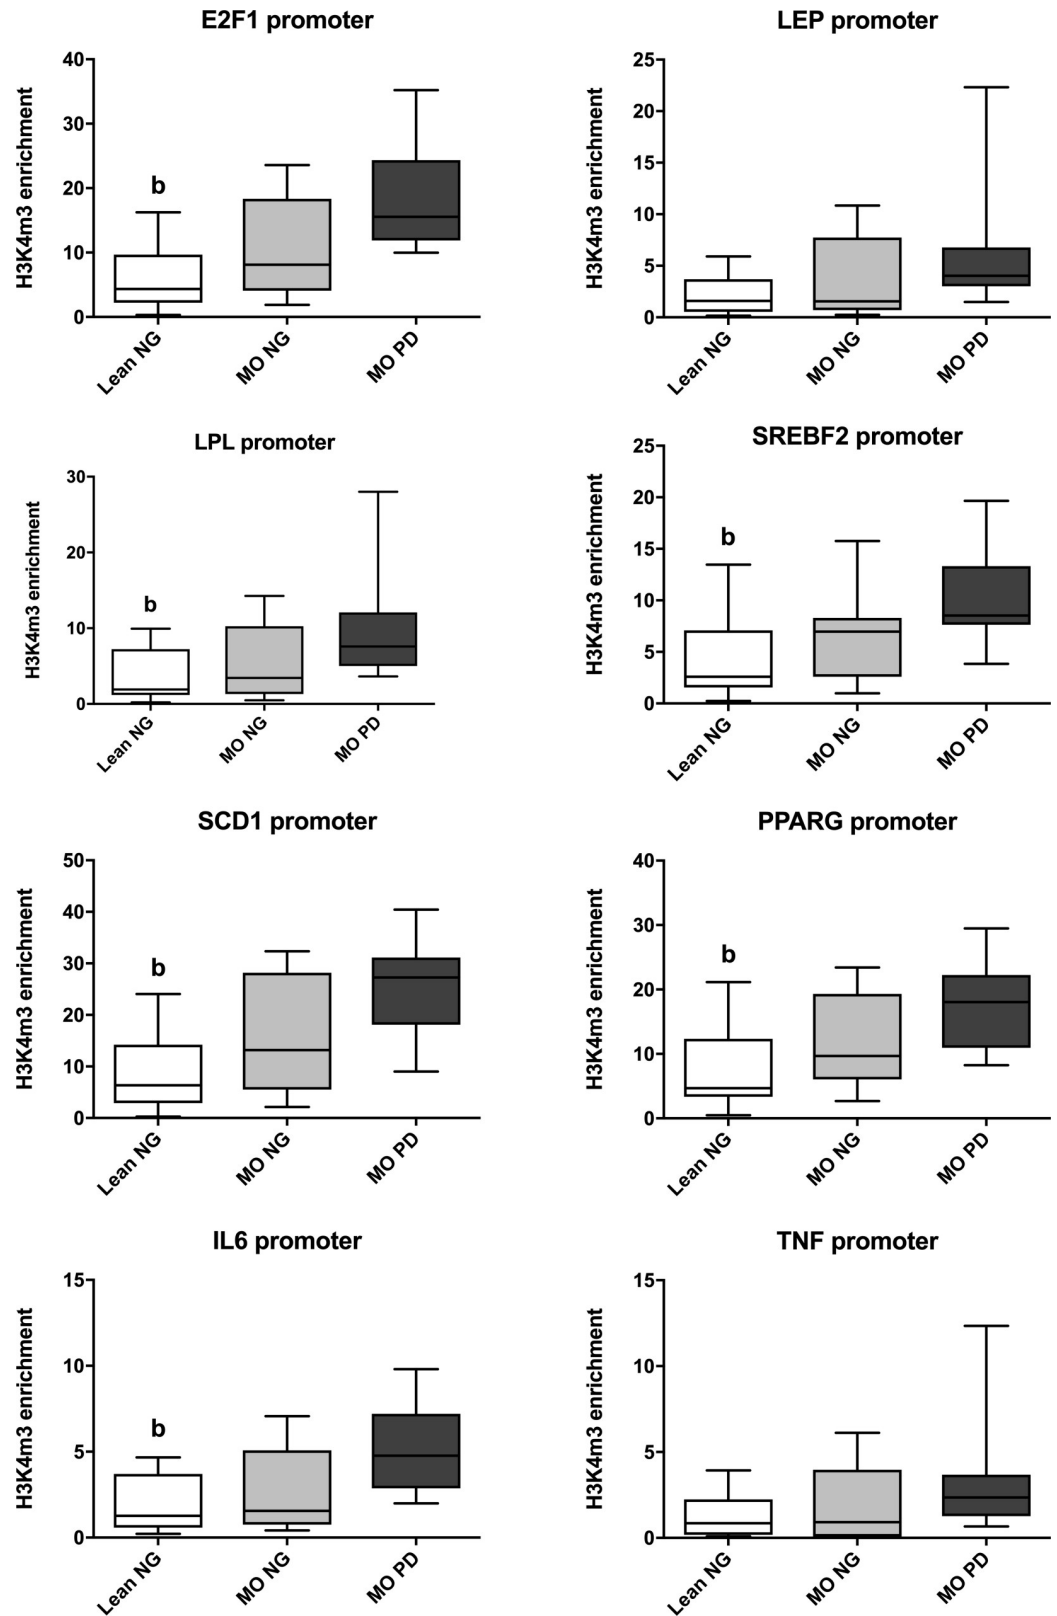 E2F1 promoter
H3K4m3 enrichment
40
30
20
10
0
b
Lean NG
MO NG
MO PD
LEP promoter
H3K4m3 enrichment
25
20
15
10
5
0
Lean NG
MO NG
MO PD
LPL promoter
H3K4m3 enrichment
30
20
10
0
b
Lean NG
MO NG
MO PD
SREBF2 promoter
H3K4m3 enrichment
25
20
15
10
5
0
b
Lean NG
MO NG
MO PD
SCD1 promoter
H3K4m3 enrichment
50
40
30
20
10
0
b
Lean NG
MO NG
MO PD
PPARG promoter
H3K4m3 enrichment
40
30
20
10
0
b
Lean NG
MO NG
MO PD
IL6 promoter
H3K4m3 enrichment
15
10
5
0
b
Lean NG
MO NG
MO PD
TNF promoter
H3K4m3 enrichment
15
10
5
0
Lean NG
MO NG
MO PD